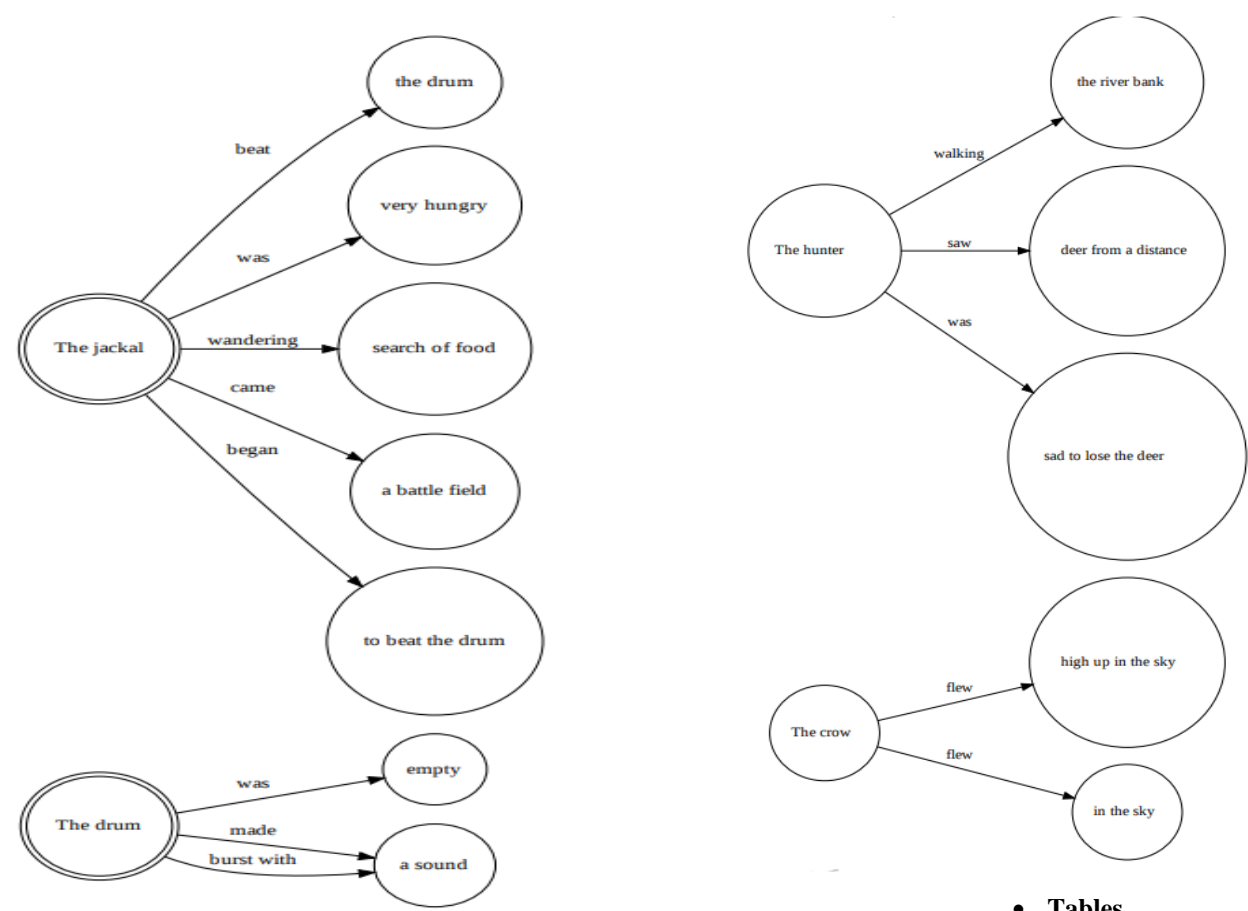 the drum
beat
very hungry
was
The jackal
wandering
search of food
came
began
a battle field
to beat the drum
was
empty
The drum
made
burst with
a sound
the river bank
walking
The hunter
saw
deer from a distance
was
sad to lose the deer
high up in the sky
flew
The crow
flew
in the sky
• Tables